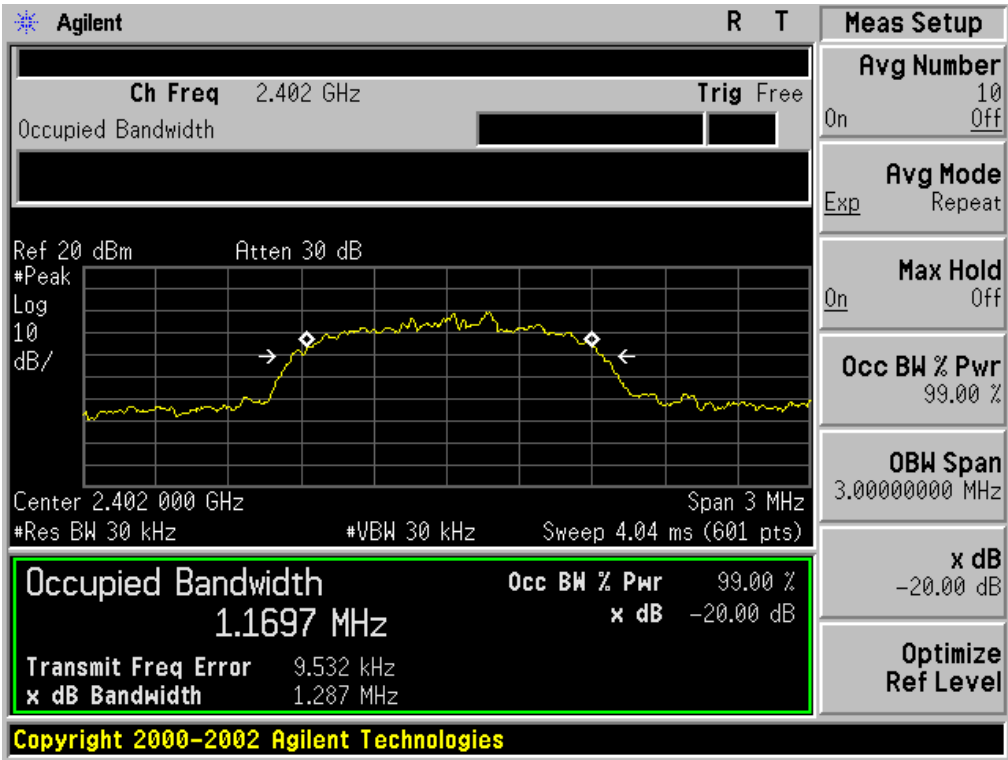 Agilent R T
Ch Freq 2.402 GHz Trig Free
Occupied Bandwidth
Ref 20 dBm Atten 30 dB
#Peak
Log
10
dB/
Center 2.402 000 GHz Span 3 MHz
#Res BW 30 kHz #VBW 30 kHz Sweep 4.04 ms (601 pts)
Occupied Bandwidth Occ BW % Pwr 99.00 %
1.1697 MHz x dB -20.00 dB
Transmit Freq Error 9.532 kHz
x dB Bandwidth 1.287 MHz
Copyright 2000-2002 Agilent Technologies
Meas Setup
Avg Number
10
On Off
Avg Mode
Exp Repeat
Max Hold
On Off
Occ BW % Pwr
99.00 %
OBW Span
3.00000000 MHz
x dB
-20.00 dB
Optimize
Ref Level